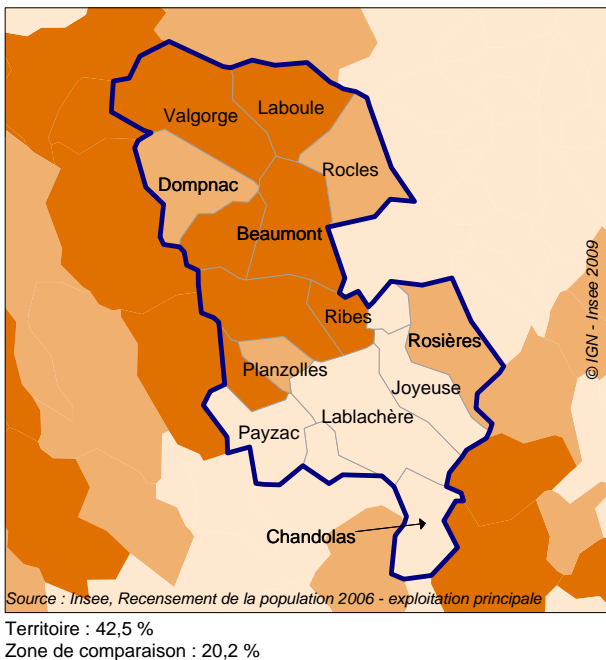 Valgorge
Laboule
Rocles
Dompnac
Beaumont
Ribes
Rosières
Planzolles
Joyeuse
Lablachère
Payzac
Chandolas
© IGN - Insee 2009
Source : Insee, Recensement de la population 2006 - exploitation principale
Territoire : 42,5 %
Zone de comparaison : 20,2 %